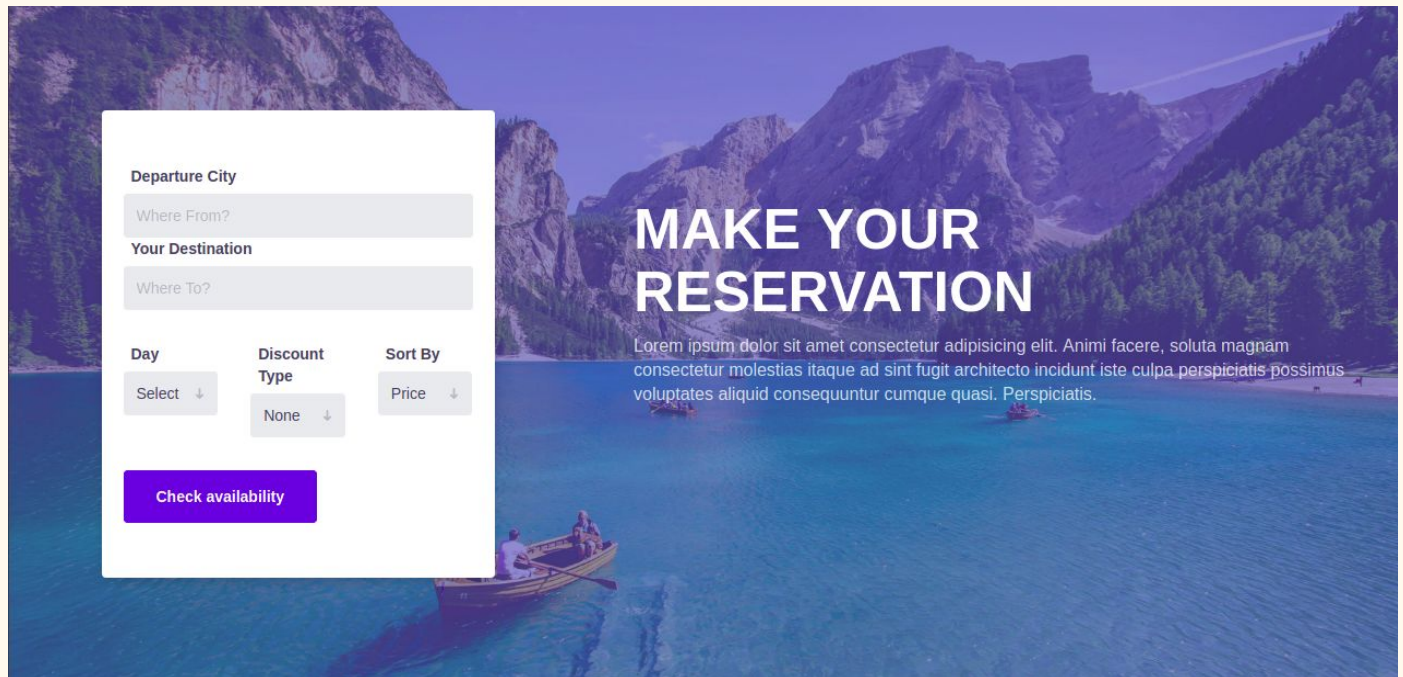 Departure City
Where From?
Your Destination
Where To?
Day
Select
Discount
Type
None
Sort By
Price
Check availability
MAKE YOUR
RESERVATION
Lorem ipsum dolor sit amet consectetur adipisicing elit. Animi facere, soluta magnam
consectetur molestias itaque ad sint fugit architecto incidunt iste culpa perspiciatis possimus
voluptates aliquid consequuntur cumque quasi. Perspiciatis.